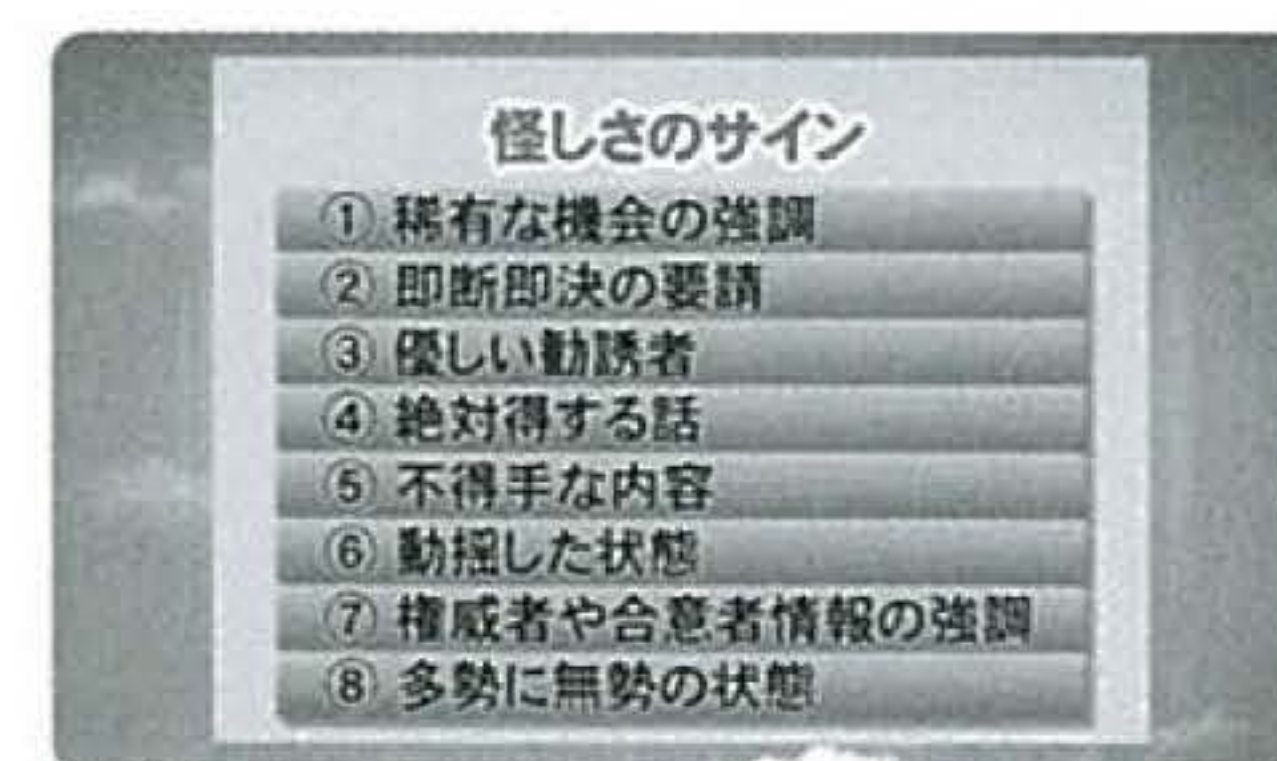 怪しさのサイン
① 稀有な機会の強調
② 即断即決の要請
③ 優しい勧誘者
④ 絶対得する話
⑤ 不得手な内容
⑥ 動揺した状態
⑦ 権威者や合意者情報の強調
⑧ 多勢に無勢の状態